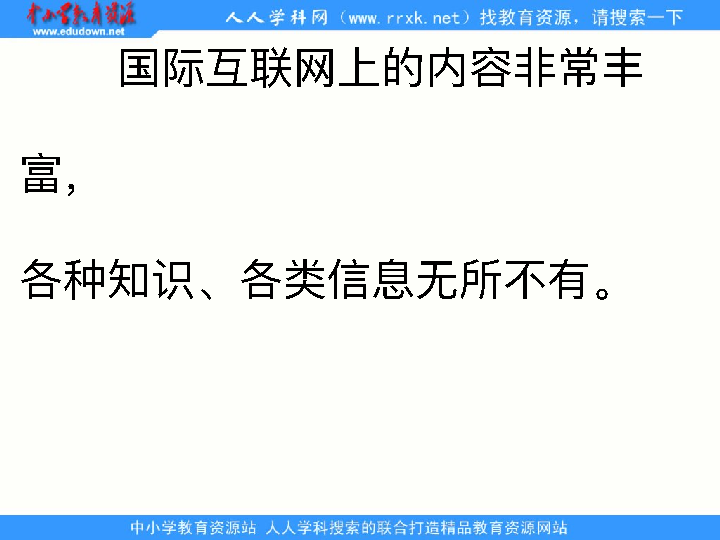 中小学教育资源
www.edudown.net
人人学科网（www.rrxk.net）找教育资源，请搜索一下
国际互联网上的内容非常丰
富，
各种知识、各类信息无所不有。
中小学教育资源站 人人学科搜索的联合打造精品教育资源网站